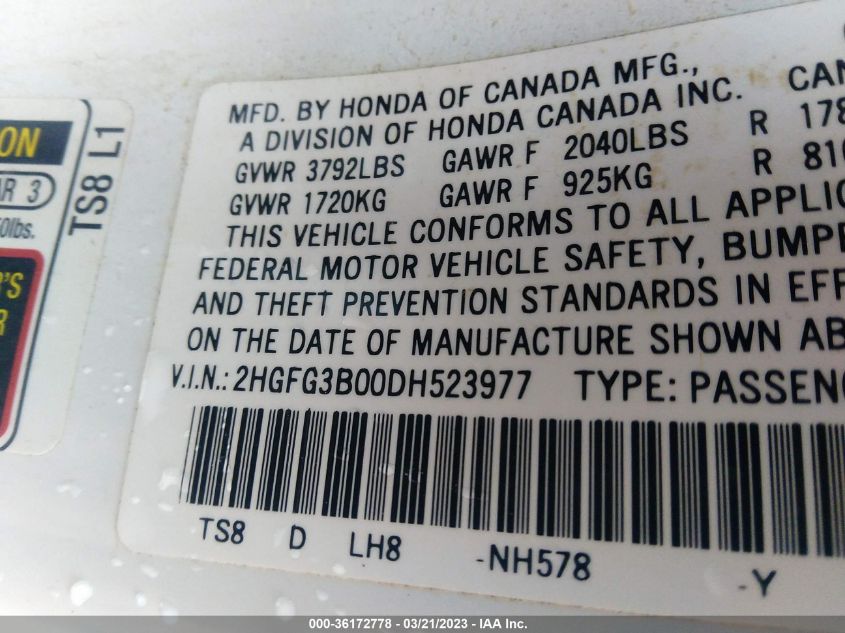 MFD. BY HONDA OF CANADA MFG.,
A DIVISION OF HONDA CANADA INC.
GVWR 3792LBS GAWR F 2040LBS R
GVWR 1720KG GAWR F 925KG R
THIS VEHICLE CONFORMS TO ALL
FEDERAL MOTOR VEHICLE SAFETY,
AND THEFT PREVENTION STANDARDS IN
ON THE DATE OF MANUFACTURE SHOWN
V.I.N.: 2HGFG3B00DH523977 TYPE:
TS8 D LH8 -NH578 -Y
TS8 L1
000-36172778 - 03/21/2023 - IAA Inc.